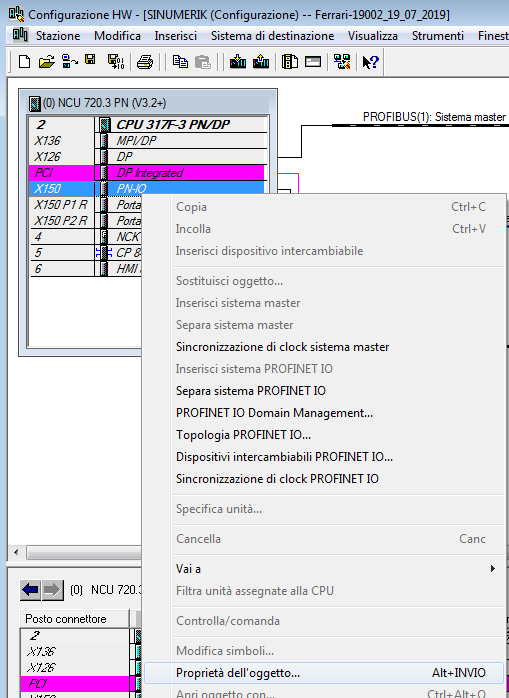 Configurazione HW - [SINUMERIK (Configurazione) -- Ferrari-19002_19_07_2019]
Stazione Modifica Inserisci Sistema di destinazione Visualizza Strumenti Finest
(0) NCU 720.3 PN (V3.2+)
2 CPU 317F-3 PN/DP
PROFIBUS(1): Sistema master
X136 MPI/DP
X126 DP
PCI DP Integrated
X150 PN-IO
X150 P1 R Porta
X150 P2 R Porta
4 NCK
5 CP 84
6 HMI
Copia Ctrl+C
Incolla Ctrl+V
Inserisci dispositivo intercambiabile
Sostituisci oggetto...
Inserisci sistema master
Separa sistema master
Sincronizzazione di clock sistema master
Inserisci sistema PROFINET IO
Separa sistema PROFINET IO
PROFINET IO Domain Management...
Topologia PROFINET IO...
Dispositivi intercambiabili PROFINET IO...
Sincronizzazione di clock PROFINET IO
Specifica unità...
Cancella Canc
Vai a
Filtra unità assegnate alla CPU
Controlla/comanda
Modifica simboli...
Proprietà dell'oggetto... Alt+INVIO
Apri oggetto con... Ctrl+Alt+O
(0) NCU 720.3
Posto connettore
2
X136
X126
PCI
X150